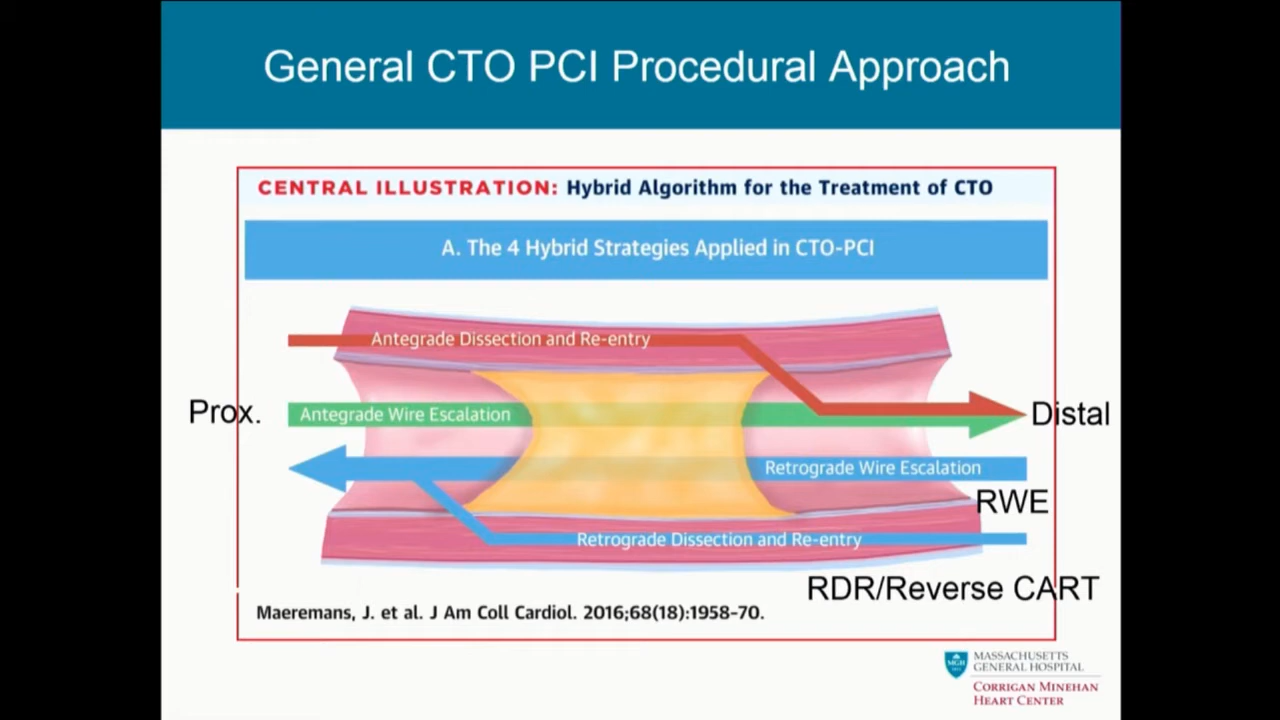 General CTO PCI Procedural Approach
CENTRAL ILLUSTRATION: Hybrid Algorithm for the Treatment of CTO
A. The 4 Hybrid Strategies Applied in CTO-PCI
Antegrade Dissection and Re-entry
Prox.
Antegrade Wire Escalation
Distal
Retrograde Wire Escalation
RWE
Retrograde Dissection and Re-entry
RDR/Reverse CART
Maeremans, J. et al. J Am Coll Cardiol. 2016;68(18):1958-70.
MGH
MASSACHUSETTS
GENERAL HOSPITAL
CORRIGAN MINEHAN
HEART CENTER